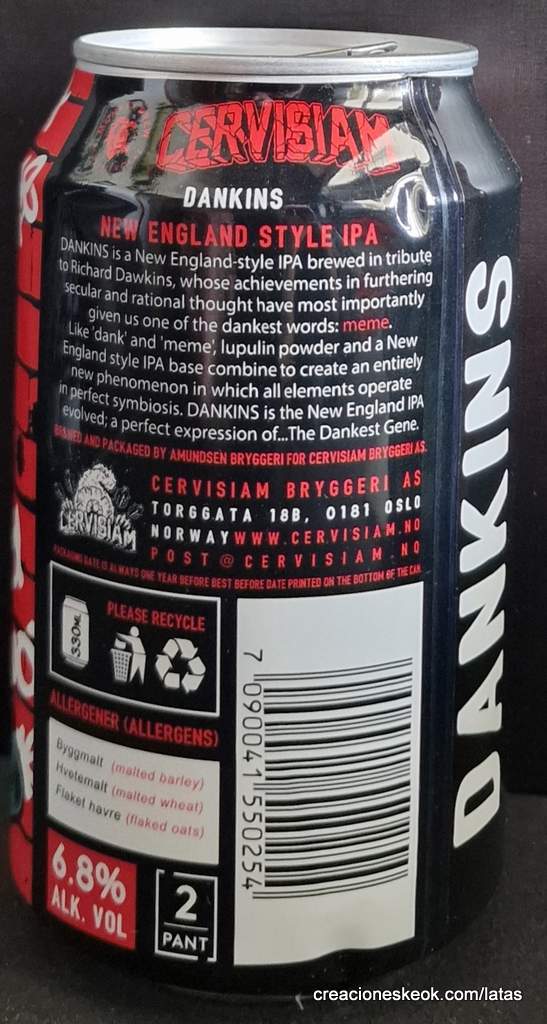 CERVISIAM
DANKINS
NEW ENGLAND STYLE IPA
DANKINS is a New England-style IPA brewed in tribute
to Richard Dawkins, whose achievements in furthering
secular and rational thought have most importantly
given us one of the dankest words: meme.
Like 'dank' and 'meme', lupulin powder and a New
England style IPA base combine to create an entirely
new phenomenon in which all elements operate
in perfect symbiosis. DANKINS is the New England IPA
evolved; a perfect expression of...The Dankest Gene.
BREWED AND PACKAGED BY AMUNDSEN BRYGGERI FOR CERVISIAM BRYGGERI AS.
CERVISIAM
CERVISIAM BRYGGERI AS
TORGGATA 18B, 0181 OSLO
NORWAY WWW.CERVISIAM.NO
POST@CERVISIAM.NO
PACKAGING DATE IS ALWAYS ONE YEAR BEFORE BEST BEFORE DATE PRINTED ON THE BOTTOM OF THE CAN.
330ML
PLEASE RECYCLE
ALLERGENER (ALLERGENS)
Byggmalt (malted barley)
Hvetemalt (malted wheat)
Flaket havre (flaked oats)
6.8%
ALK. VOL
2
PANT
7 090041 550254
DANKINS
creacioneskeok.com/latas